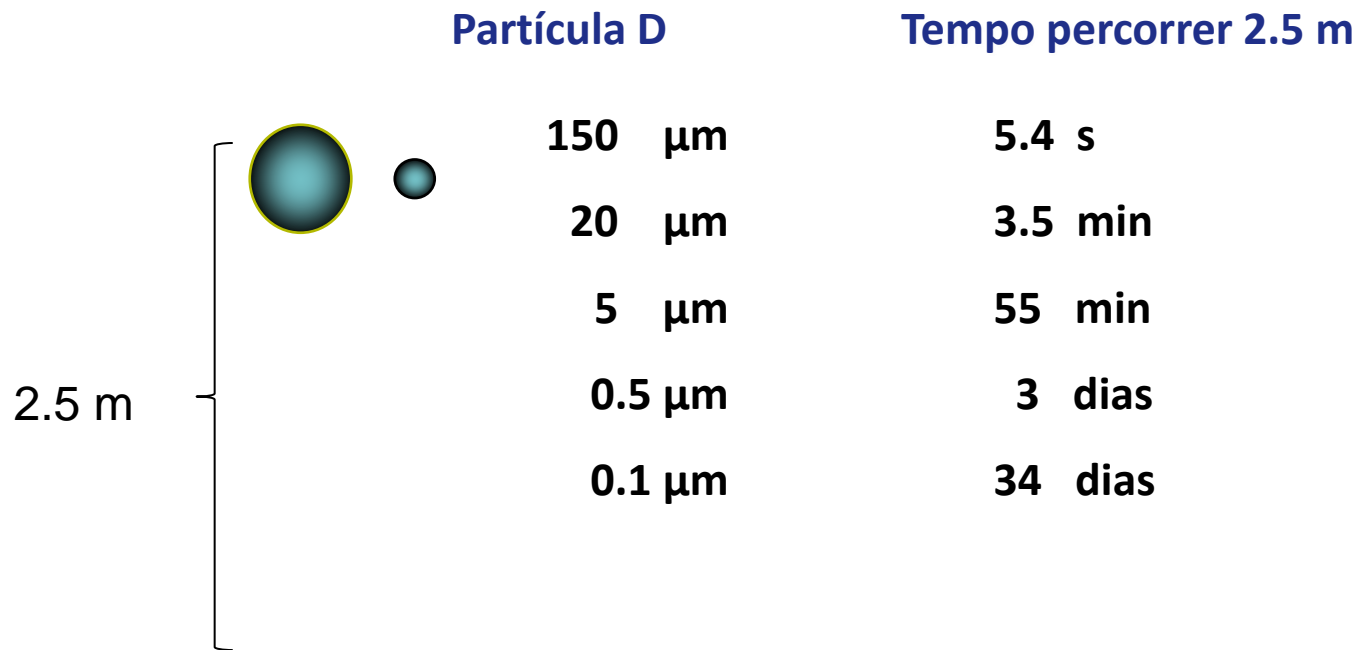 Partícula D Tempo percorrer 2.5 m
150 µm 5.4 s
20 µm 3.5 min
5 µm 55 min
2.5 m
0.5 µm 3 dias
0.1 µm 34 dias